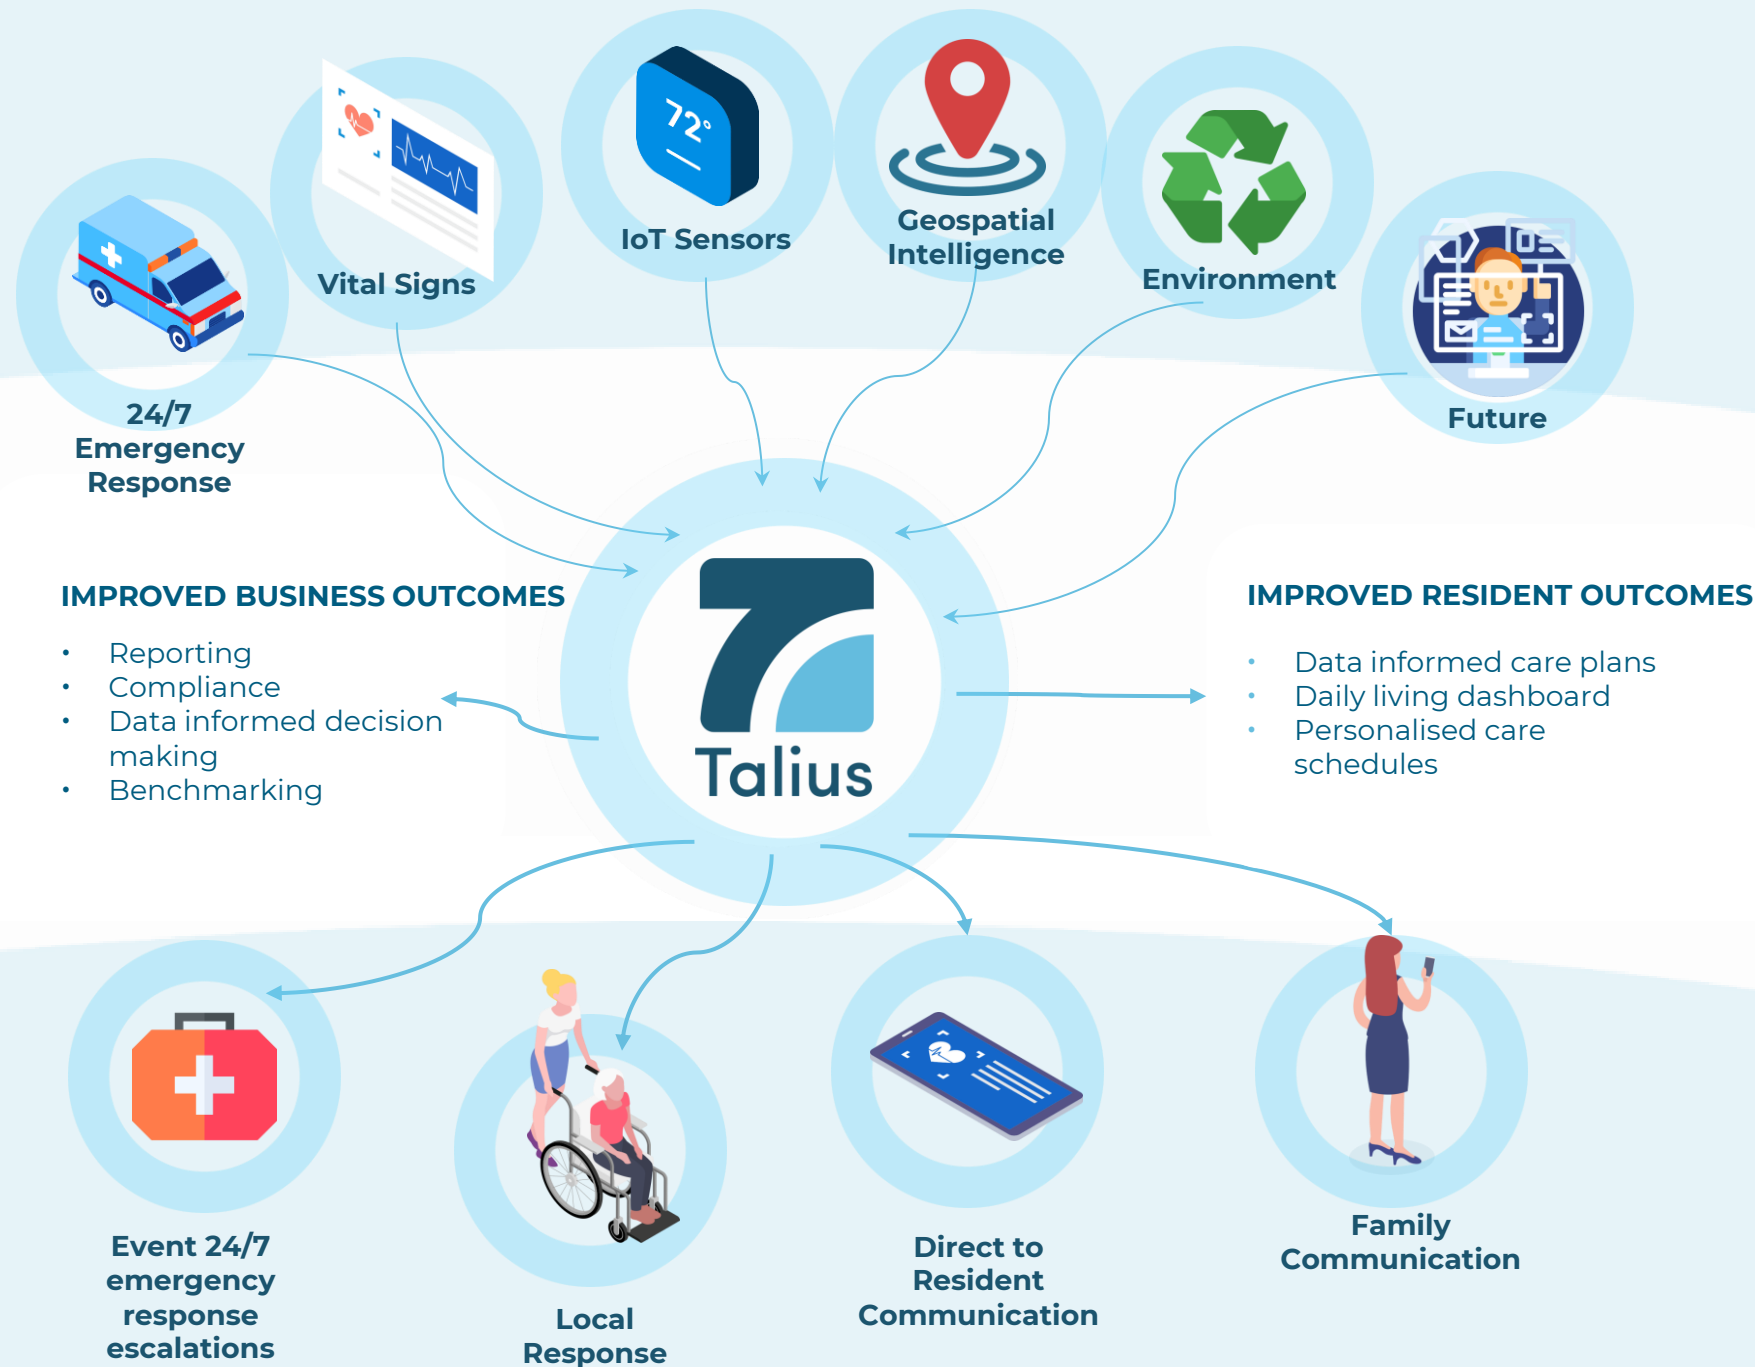 72°
IoT Sensors
Geospatial
Intelligence
Vital Signs
Environment
24/7
Emergency
Response
Future
IMPROVED BUSINESS OUTCOMES
• Reporting
• Compliance
• Data informed decision
making
• Benchmarking
Talius
IMPROVED RESIDENT OUTCOMES
• Data informed care plans
• Daily living dashboard
• Personalised care
schedules
Event 24/7
emergency
response
escalations
Local
Response
Direct to
Resident
Communication
Family
Communication